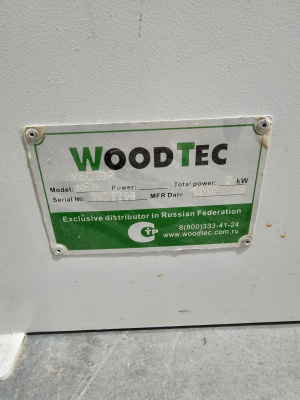 WOODTEC
Model: Power: Total power: kW
Serial No: MFR Date
Exclusive distributor in Russian Federation
СТР 8(800)333-41-24
www.woodtec.com.ru